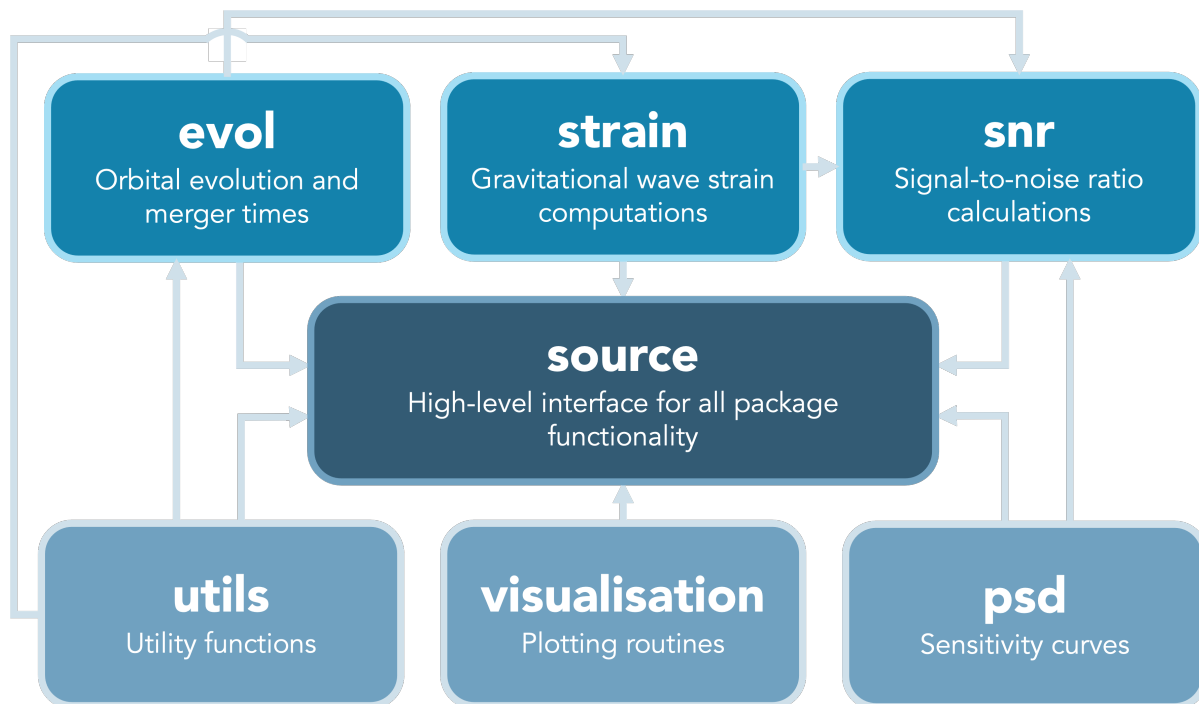 evol
Orbital evolution and
merger times
strain
Gravitational wave strain
computations
snr
Signal-to-noise ratio
calculations
source
High-level interface for all package
functionality
utils
Utility functions
visualisation
Plotting routines
psd
Sensitivity curves